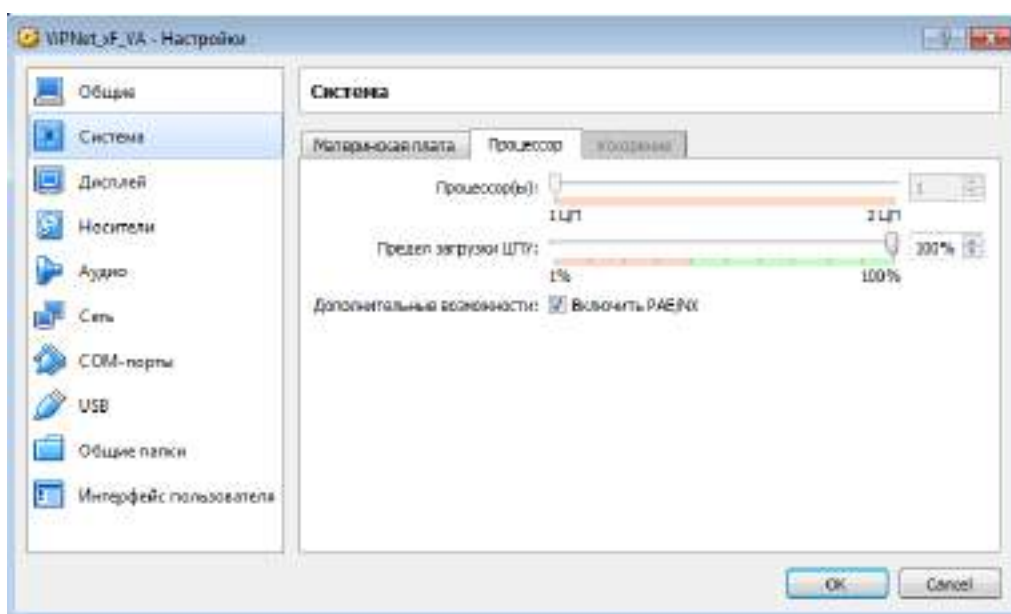 ViPNet_xF_VA - Настройки
Общие
Система
Дисплей
Носители
Аудио
Сеть
COM-порты
USB
Общие папки
Интерфейс пользователя
Система
Материнская плата Процессор Ускорение
Процессор(ы): 1
1 ЦП 2 ЦП
Предел загрузки ЦПУ: 100%
1% 100%
Дополнительные возможности: Включить PAE/NX
OK Cancel